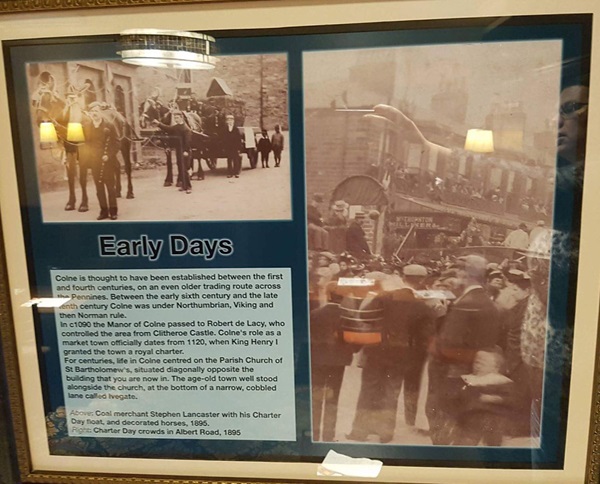 Early Days
Colne is thought to have been established between the first
and fourth centuries, on an even older trading route across
the Pennines. Between the early sixth century and the late
tenth century Colne was under Northumbrian, Viking and
then Norman rule.
In c1090 the Manor of Colne passed to Robert de Lacy, who
controlled the area from Clitheroe Castle. Colne's role as a
market town officially dates from 1120, when King Henry I
granted the town a royal charter.
For centuries, life in Colne centred on the Parish Church of
St Bartholomew's, situated diagonally opposite the
building that you are now in. The age-old town well stood
alongside the church, at the bottom of a narrow, cobbled
lane called Ivegate.
Above: Coal merchant Stephen Lancaster with his Charter
Day float, and decorated horses, 1895.
Right: Charter Day crowds in Albert Road, 1895